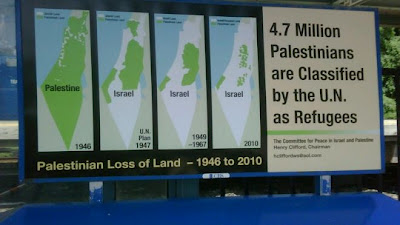 Palestine
1946
Israel
U.N.
Plan
1947
Israel
1949
–1967
Israel
2010
Palestinian Loss of Land – 1946 to 2010
4.7 Million
Palestinians
are Classified
by the U.N.
as Refugees
The Committee for Peace in Israel and Palestine
Henry Clifford, Chairman